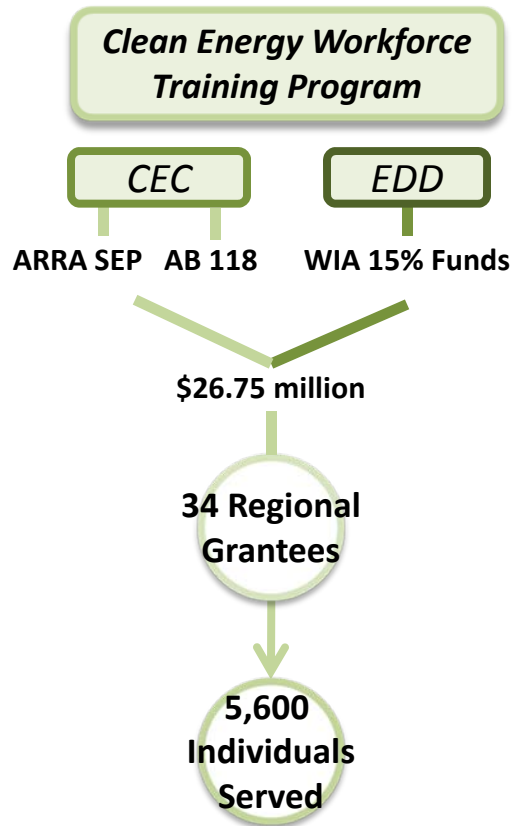 Clean Energy Workforce
Training Program
CEC
EDD
ARRA SEP
AB 118
WIA 15% Funds
$26.75 million
34 Regional
Grantees
5,600
Individuals
Served